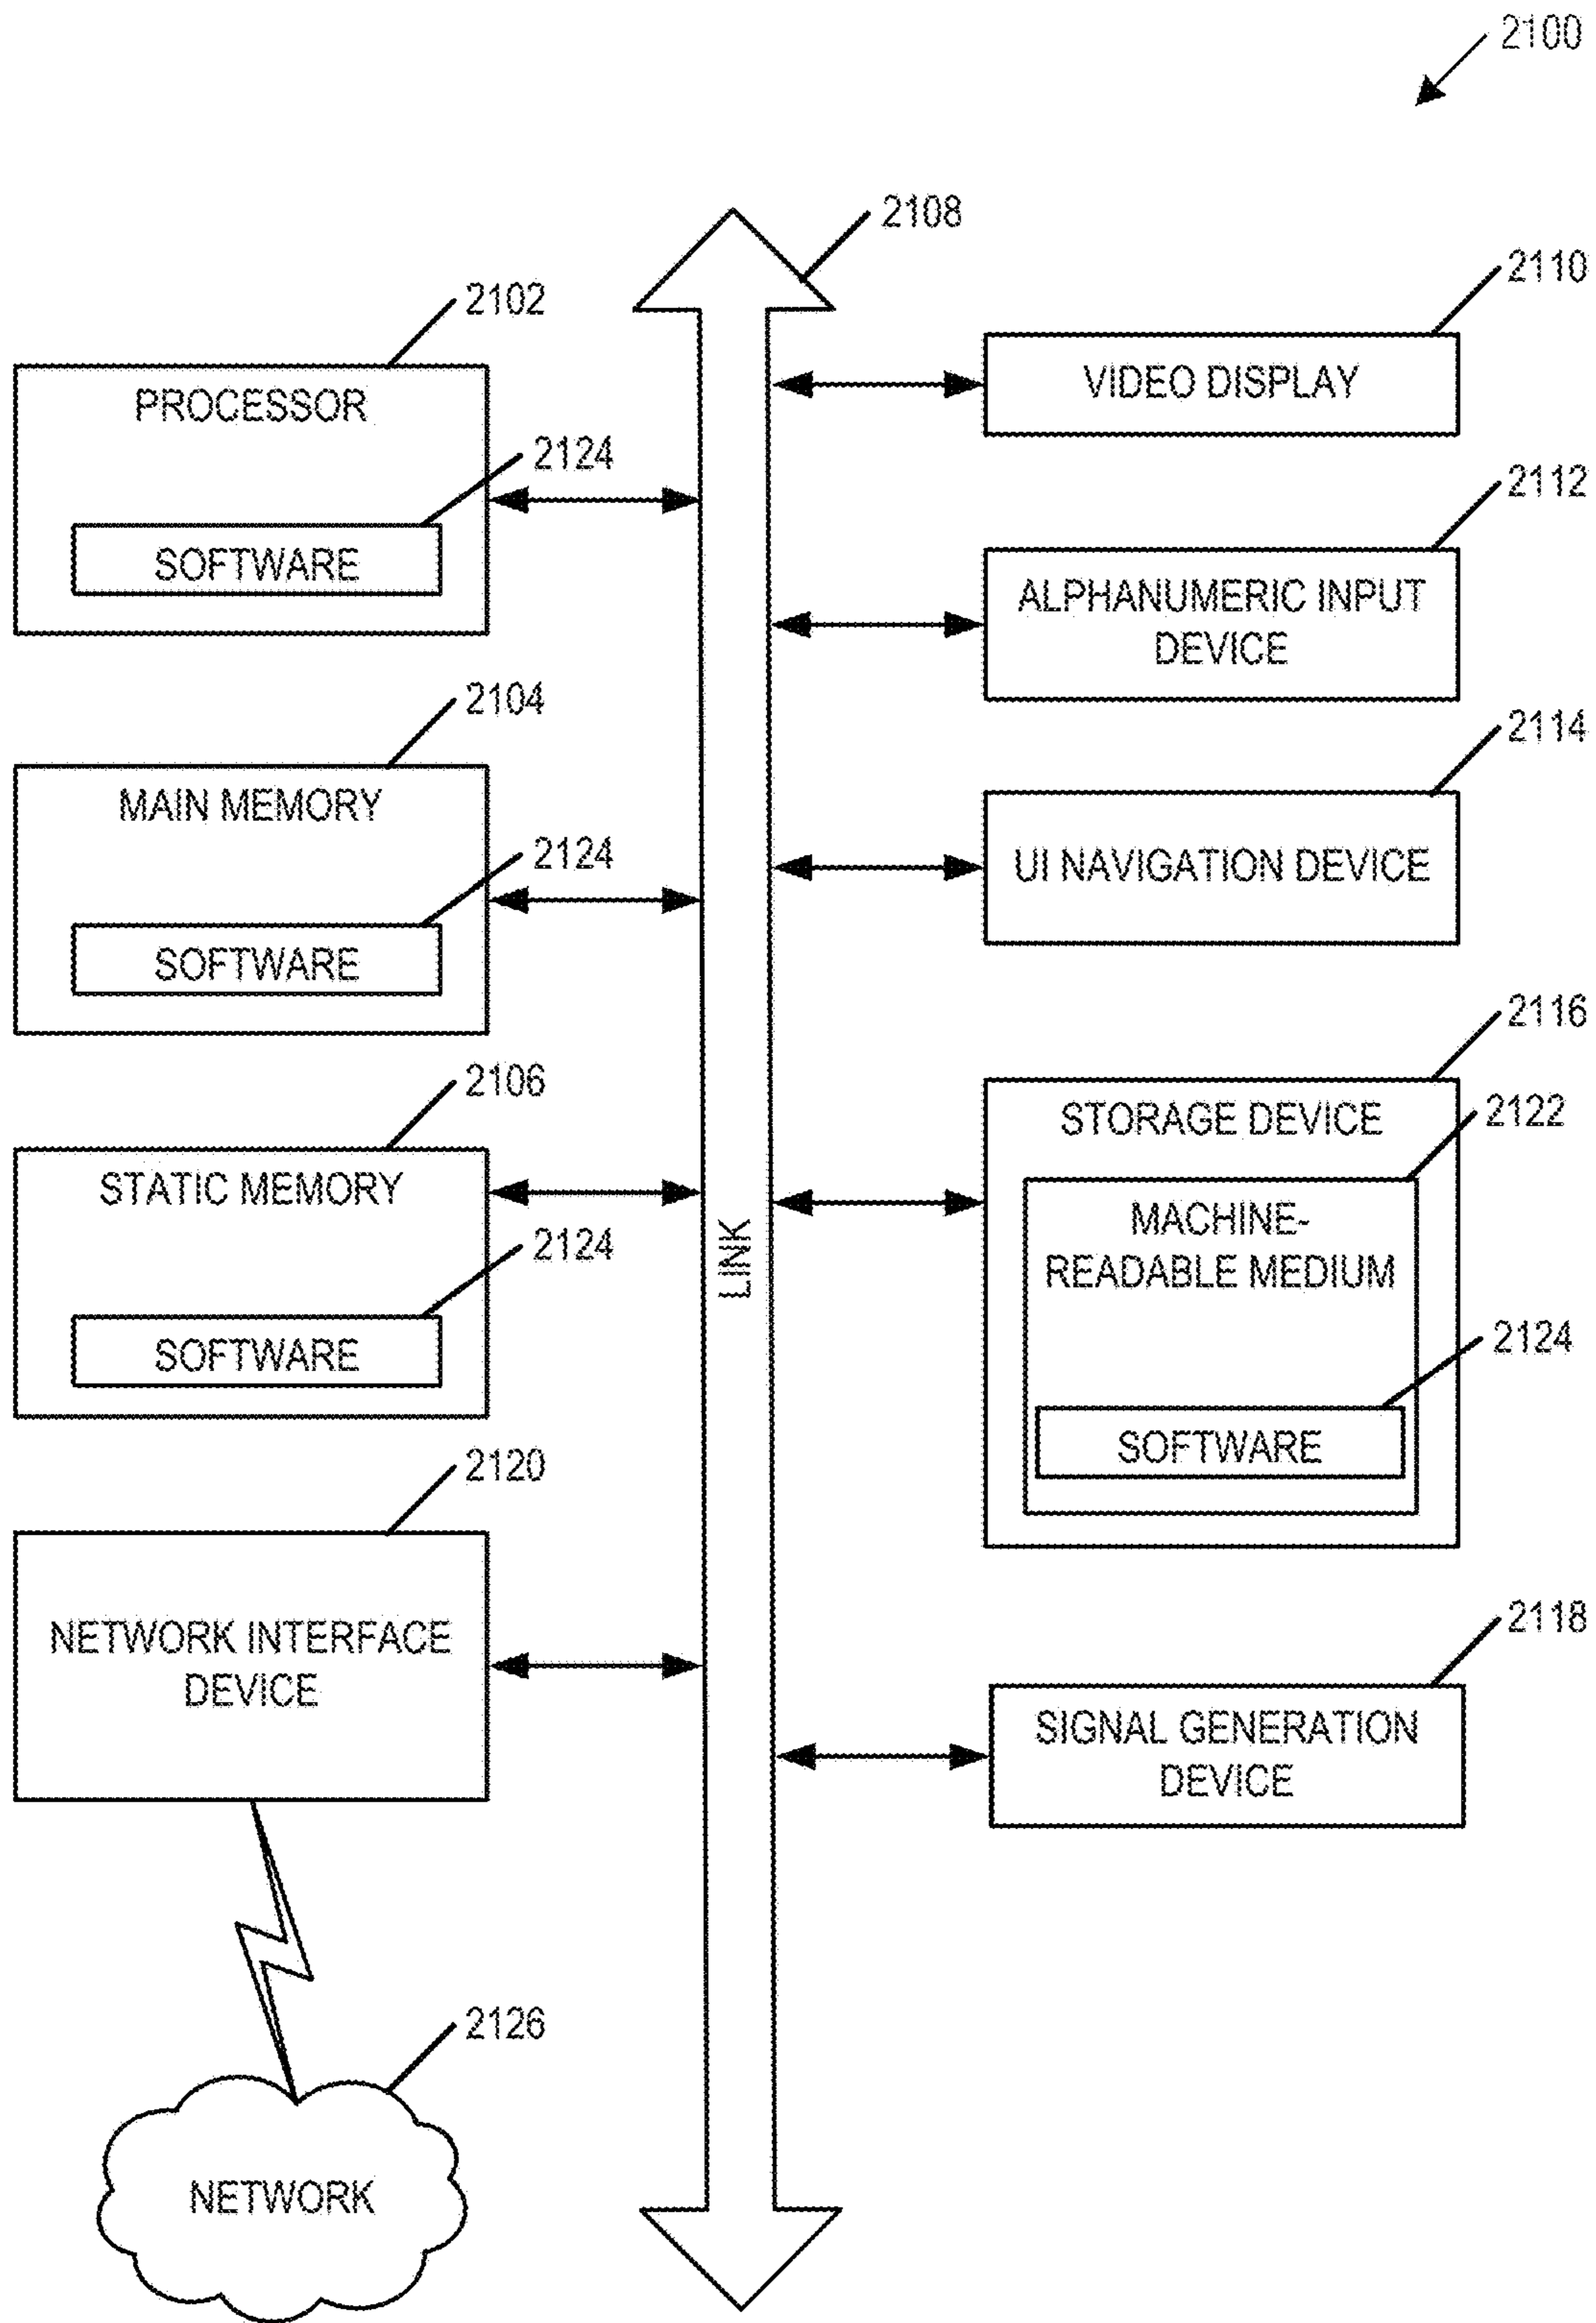 2100
2108
2102
PROCESSOR
2124
SOFTWARE
2104
MAIN MEMORY
2124
SOFTWARE
2106
STATIC MEMORY
2124
SOFTWARE
2120
NETWORK INTERFACE
DEVICE
2126
NETWORK
LINK
2110
VIDEO DISPLAY
2112
ALPHANUMERIC INPUT
DEVICE
2114
UI NAVIGATION DEVICE
2116
STORAGE DEVICE
2122
MACHINE-
READABLE MEDIUM
2124
SOFTWARE
2118
SIGNAL GENERATION
DEVICE